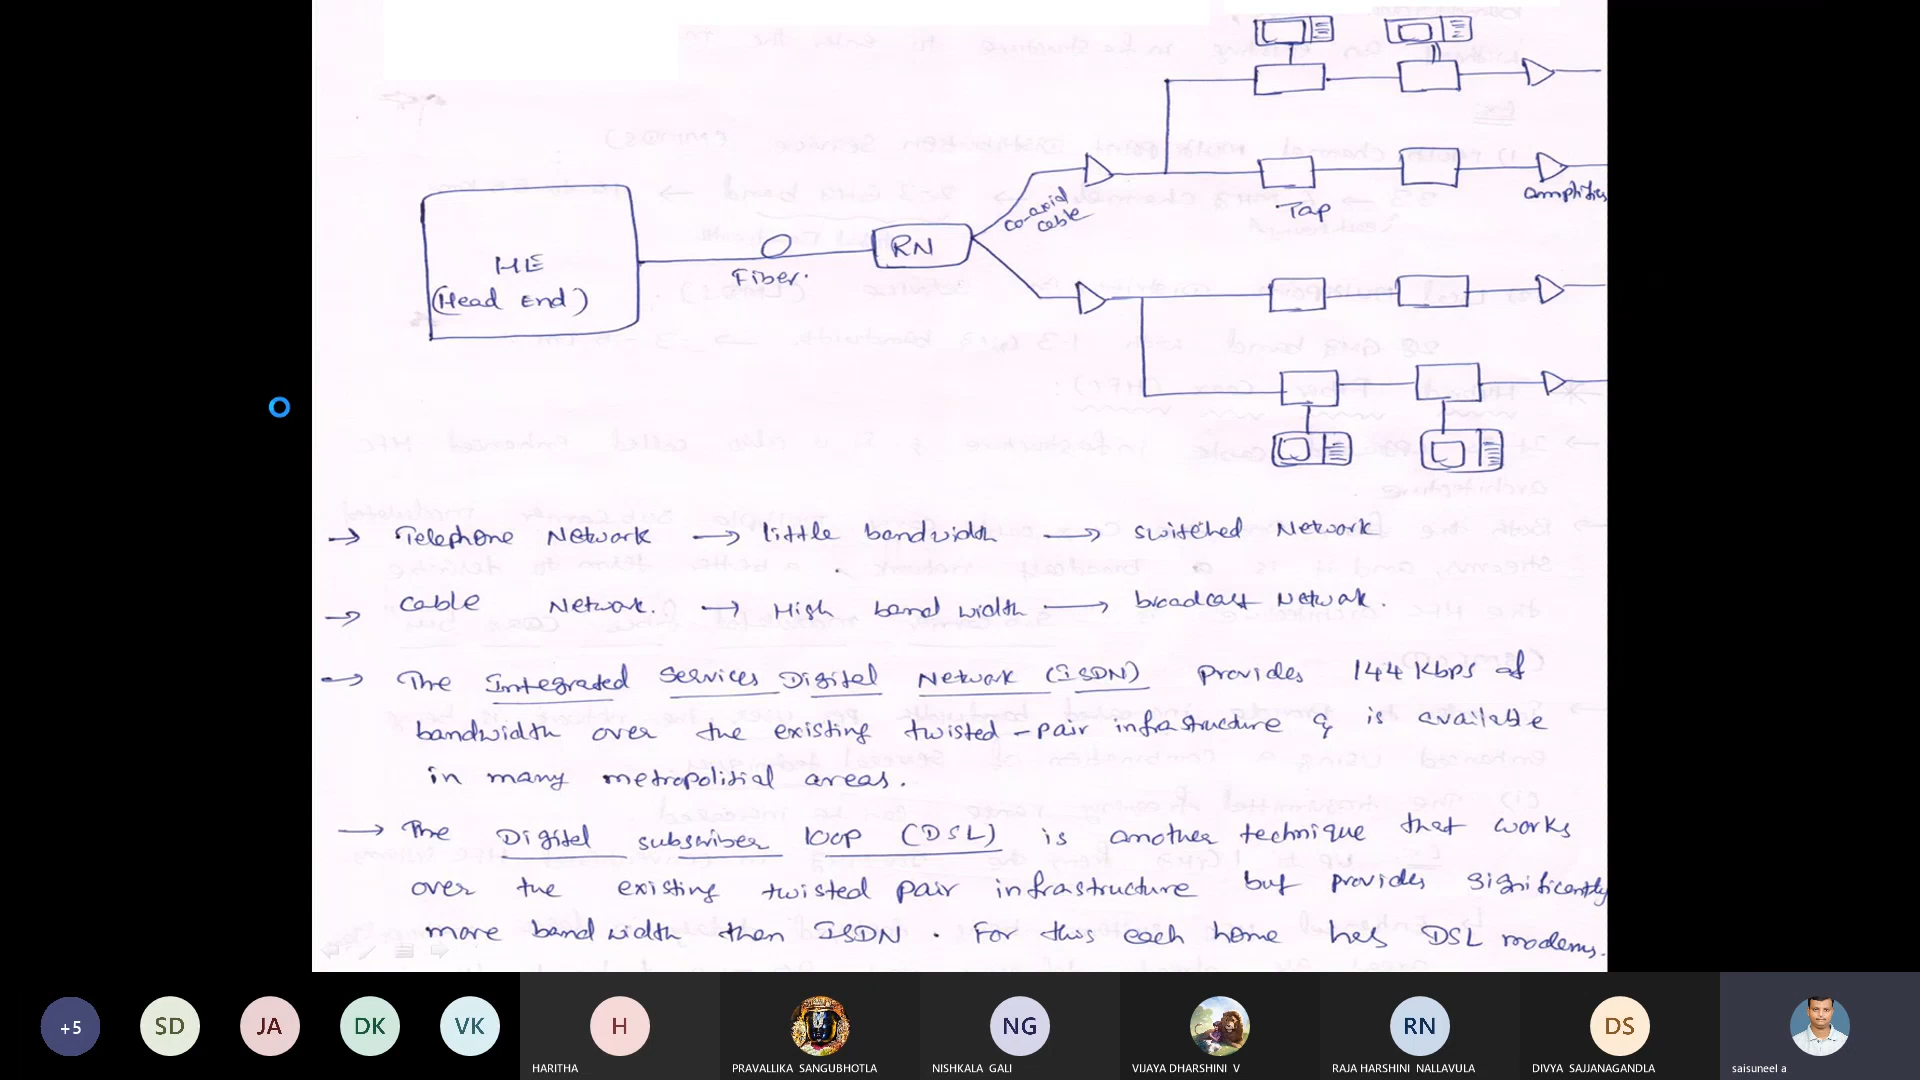 HE
(Head End)
Fiber.
RN
co-axial
cable
Tap
amplifier
→ Telephone Network → little bandwidth → switched Network
→ Cable Network. → High band width → broadcast Network.
→ The Integrated Services Digital Network (ISDN) Provides 144 Kbps of
bandwidth over the existing twisted-pair infrastructure & is available
in many metropolitial areas.
→ The Digital subscriber loop (DSL) is another technique that works
over the existing twisted pair infrastructure but provides significantly
more band width than ISDN. For this each home has DSL modems.
+5
SD
JA
DK
VK
H
HARITHA
PRAVALLIKA SANGUBHOTLA
NG
NISHKALA GALI
VIJAYA DHARSHINI V
RN
RAJA HARSHINI NALLAVULA
DS
DIVYA SAJJANAGANDLA
saisuneel a